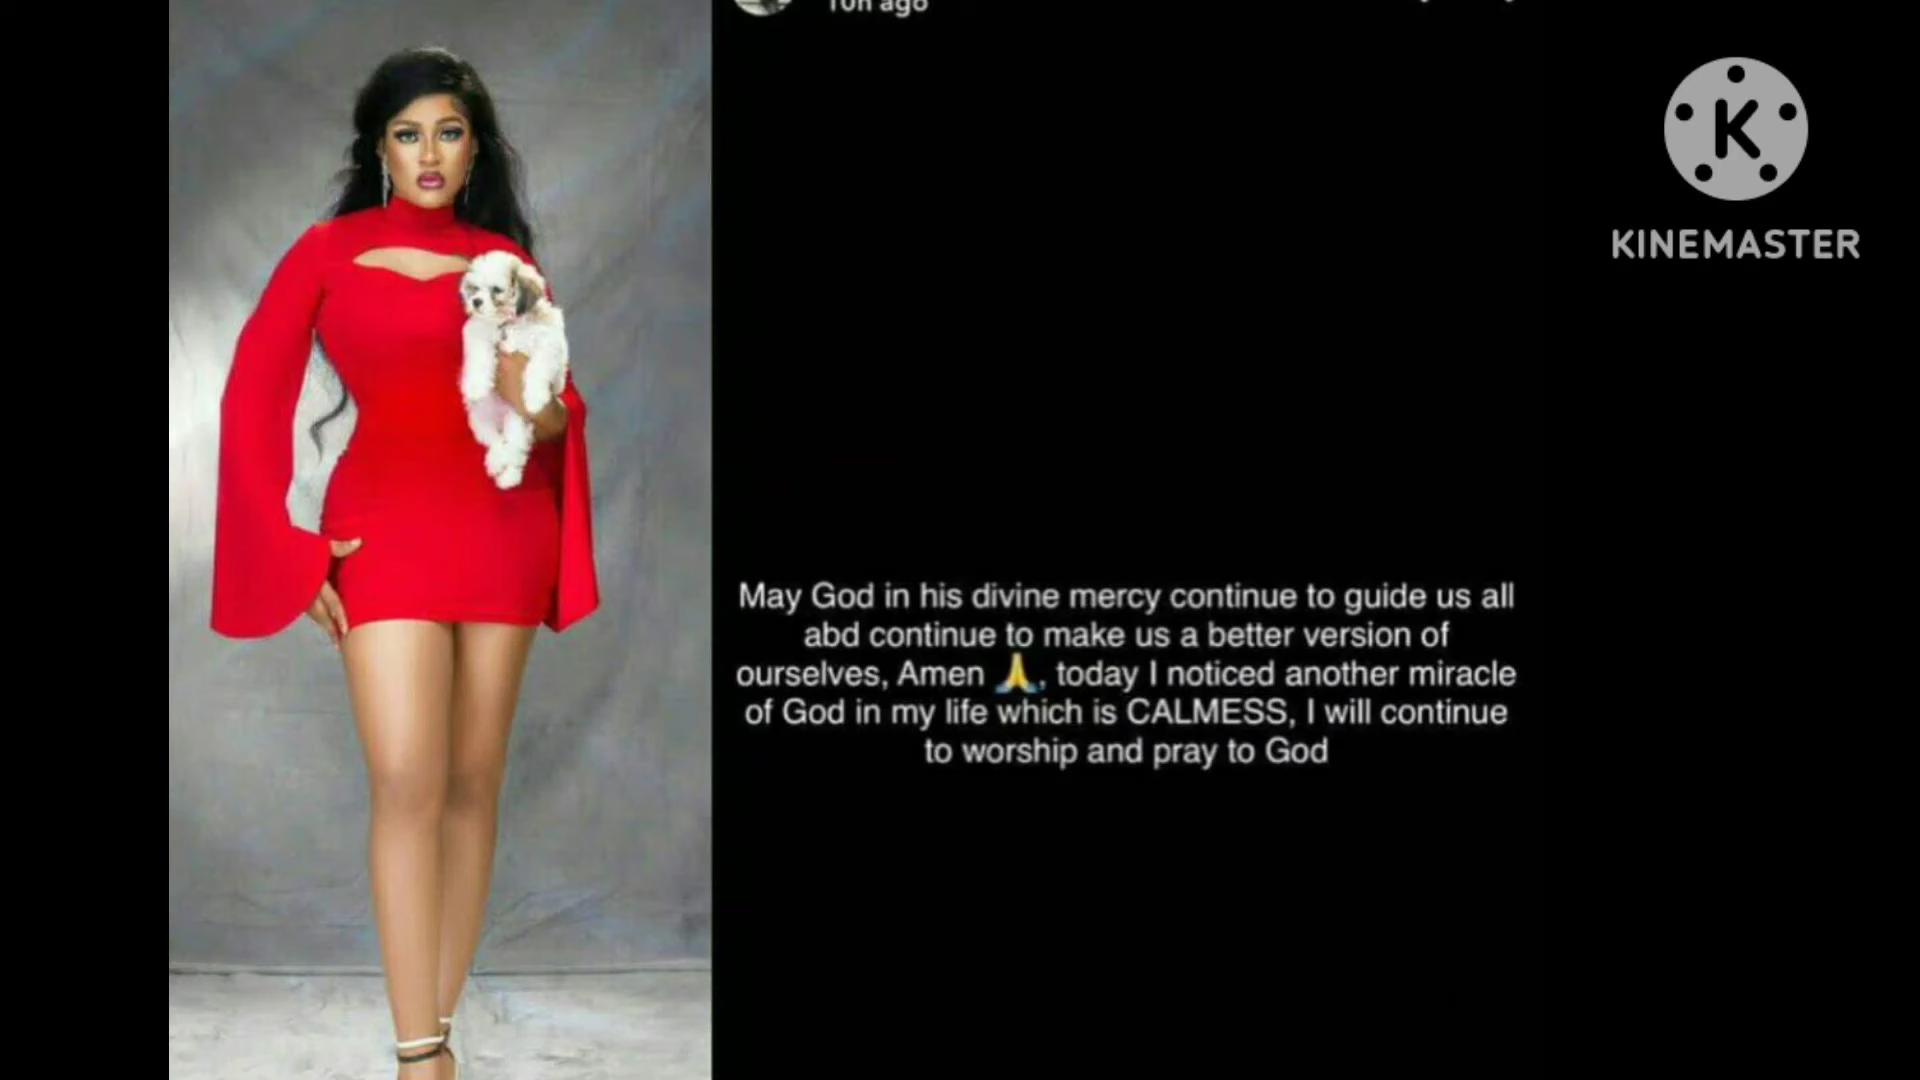 10h ago
K
KINEMASTER
May God in his divine mercy continue to guide us all
abd continue to make us a better version of
ourselves, Amen 🙏, today I noticed another miracle
of God in my life which is CALMESS, I will continue
to worship and pray to God